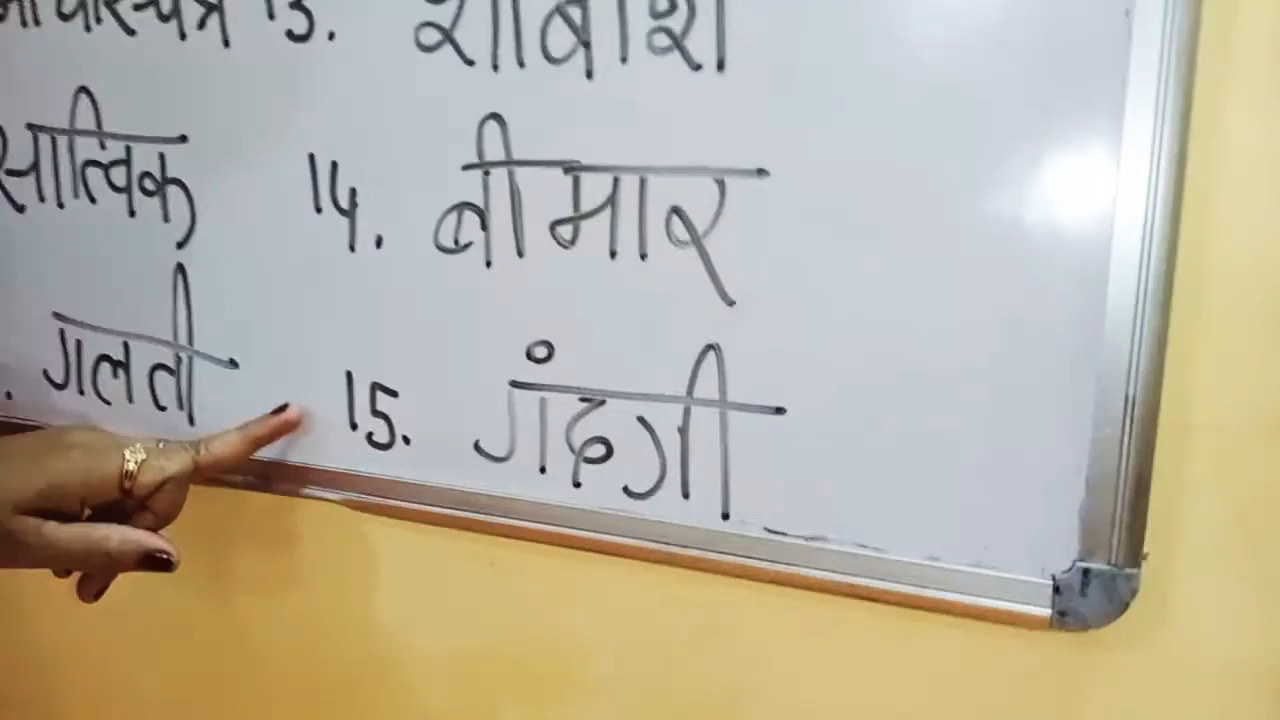 13. शाबाश
सात्विक 14. बीमार
गलती 15. गंदगी